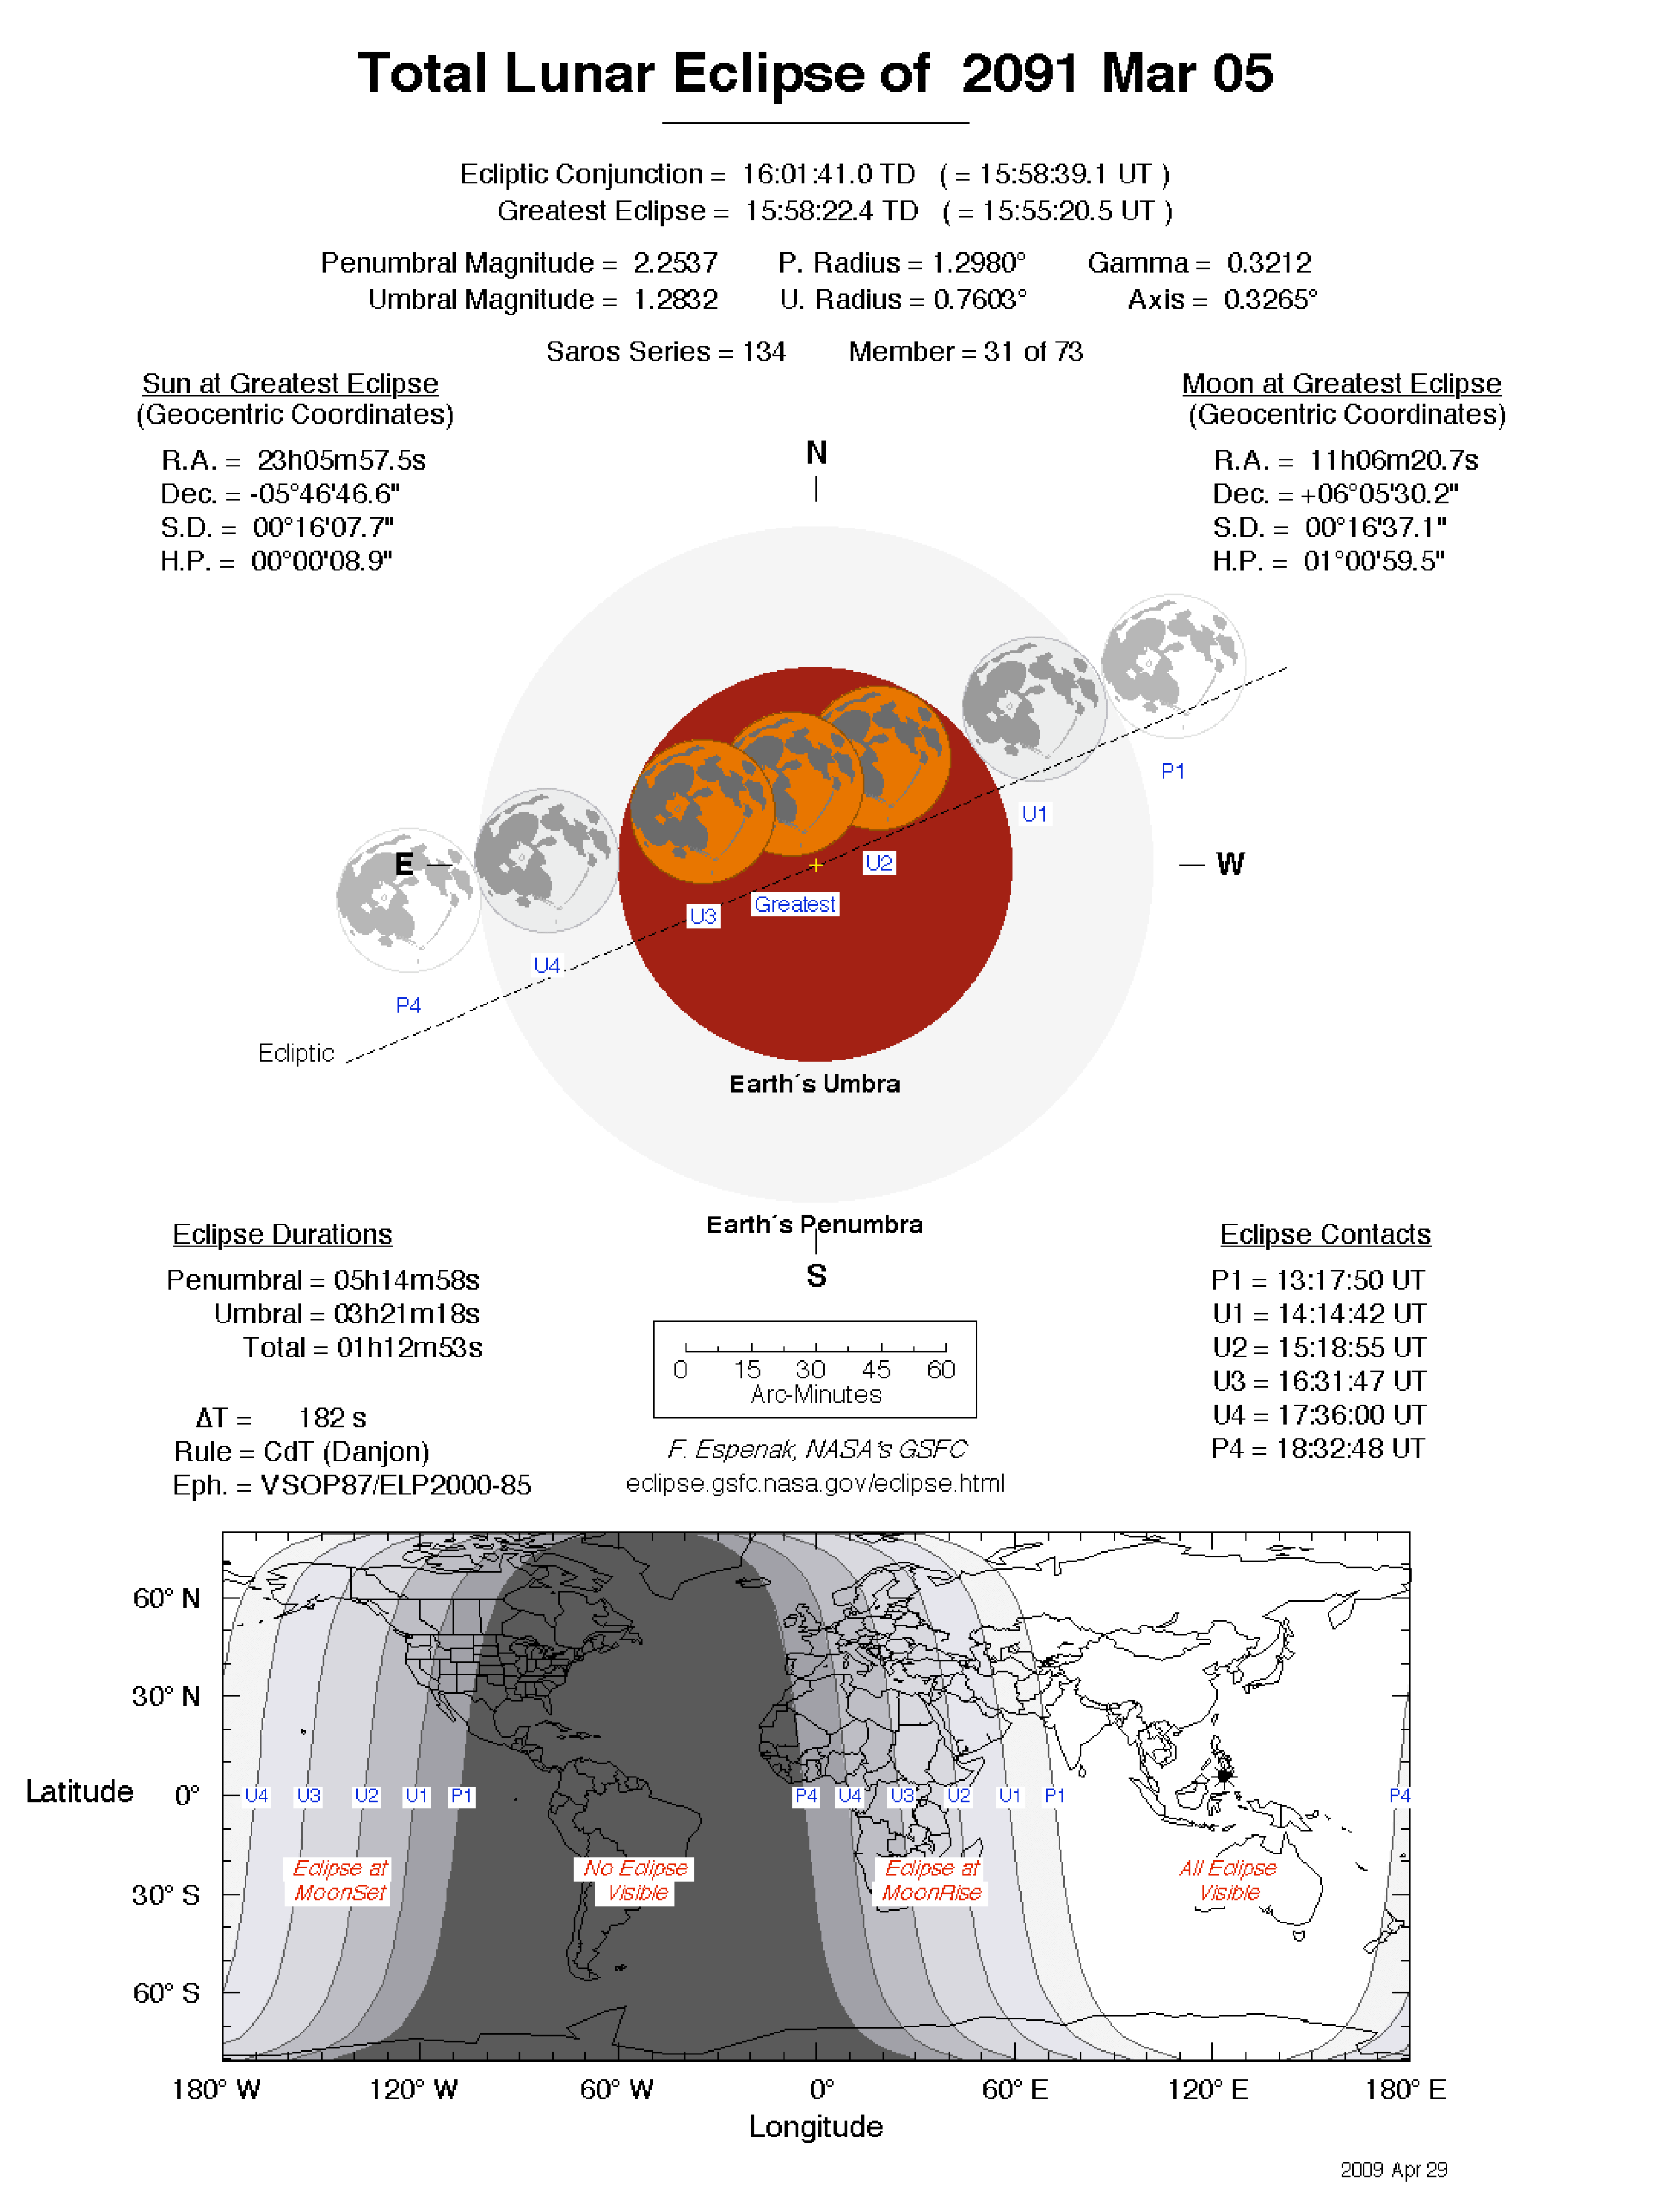 Total Lunar Eclipse of 2091 Mar 05
Ecliptic Conjunction = 16:01:41.0 TD ( = 15:58:39.1 UT )
Greatest Eclipse = 15:58:22.4 TD ( = 15:55:20.5 UT )
Penumbral Magnitude = 2.2537 P. Radius = 1.2980° Gamma = 0.3212
Umbral Magnitude = 1.2832 U. Radius = 0.7603° Axis = 0.3265°
Saros Series = 134 Member = 31 of 73
Sun at Greatest Eclipse
(Geocentric Coordinates)
R.A. = 23h05m57.5s
Dec. = -05°46'46.6"
S.D. = 00°16'07.7"
H.P. = 00°00'08.9"
Moon at Greatest Eclipse
(Geocentric Coordinates)
R.A. = 11h06m20.7s
Dec. = +06°05'30.2"
S.D. = 00°16'37.1"
H.P. = 01°00'59.5"
N
P1
U1
E
U2
W
Greatest
U3
U4
P4
Ecliptic
Earth´s Umbra
Earth´s Penumbra
S
Eclipse Durations
Penumbral = 05h14m58s
Umbral = 03h21m18s
Total = 01h12m53s
ΔT = 182 s
Rule = CdT (Danjon)
Eph. = VSOP87/ELP2000-85
0 15 30 45 60
Arc-Minutes
F. Espenak, NASA's GSFC
eclipse.gsfc.nasa.gov/eclipse.html
Eclipse Contacts
P1 = 13:17:50 UT
U1 = 14:14:42 UT
U2 = 15:18:55 UT
U3 = 16:31:47 UT
U4 = 17:36:00 UT
P4 = 18:32:48 UT
60° N
30° N
Latitude 0°
30° S
60° S
U4 U3 U2 U1 P1 P4 U4 U3 U2 U1 P1 P4
Eclipse at
MoonSet
No Eclipse
Visible
Eclipse at
MoonRise
All Eclipse
Visible
180° W 120° W 60° W 0° 60° E 120° E 180° E
Longitude
2009 Apr 29